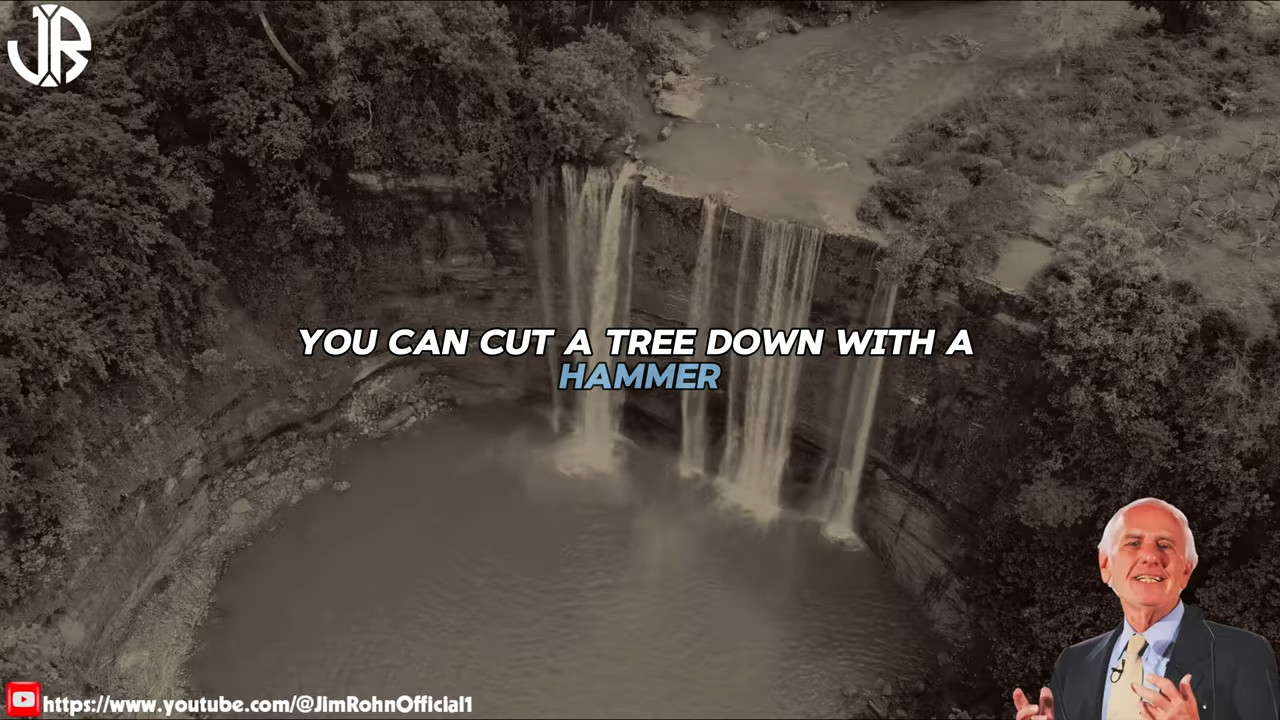 JR
YOU CAN CUT A TREE DOWN WITH A
HAMMER
https://www.youtube.com/@JimRohnOfficial1